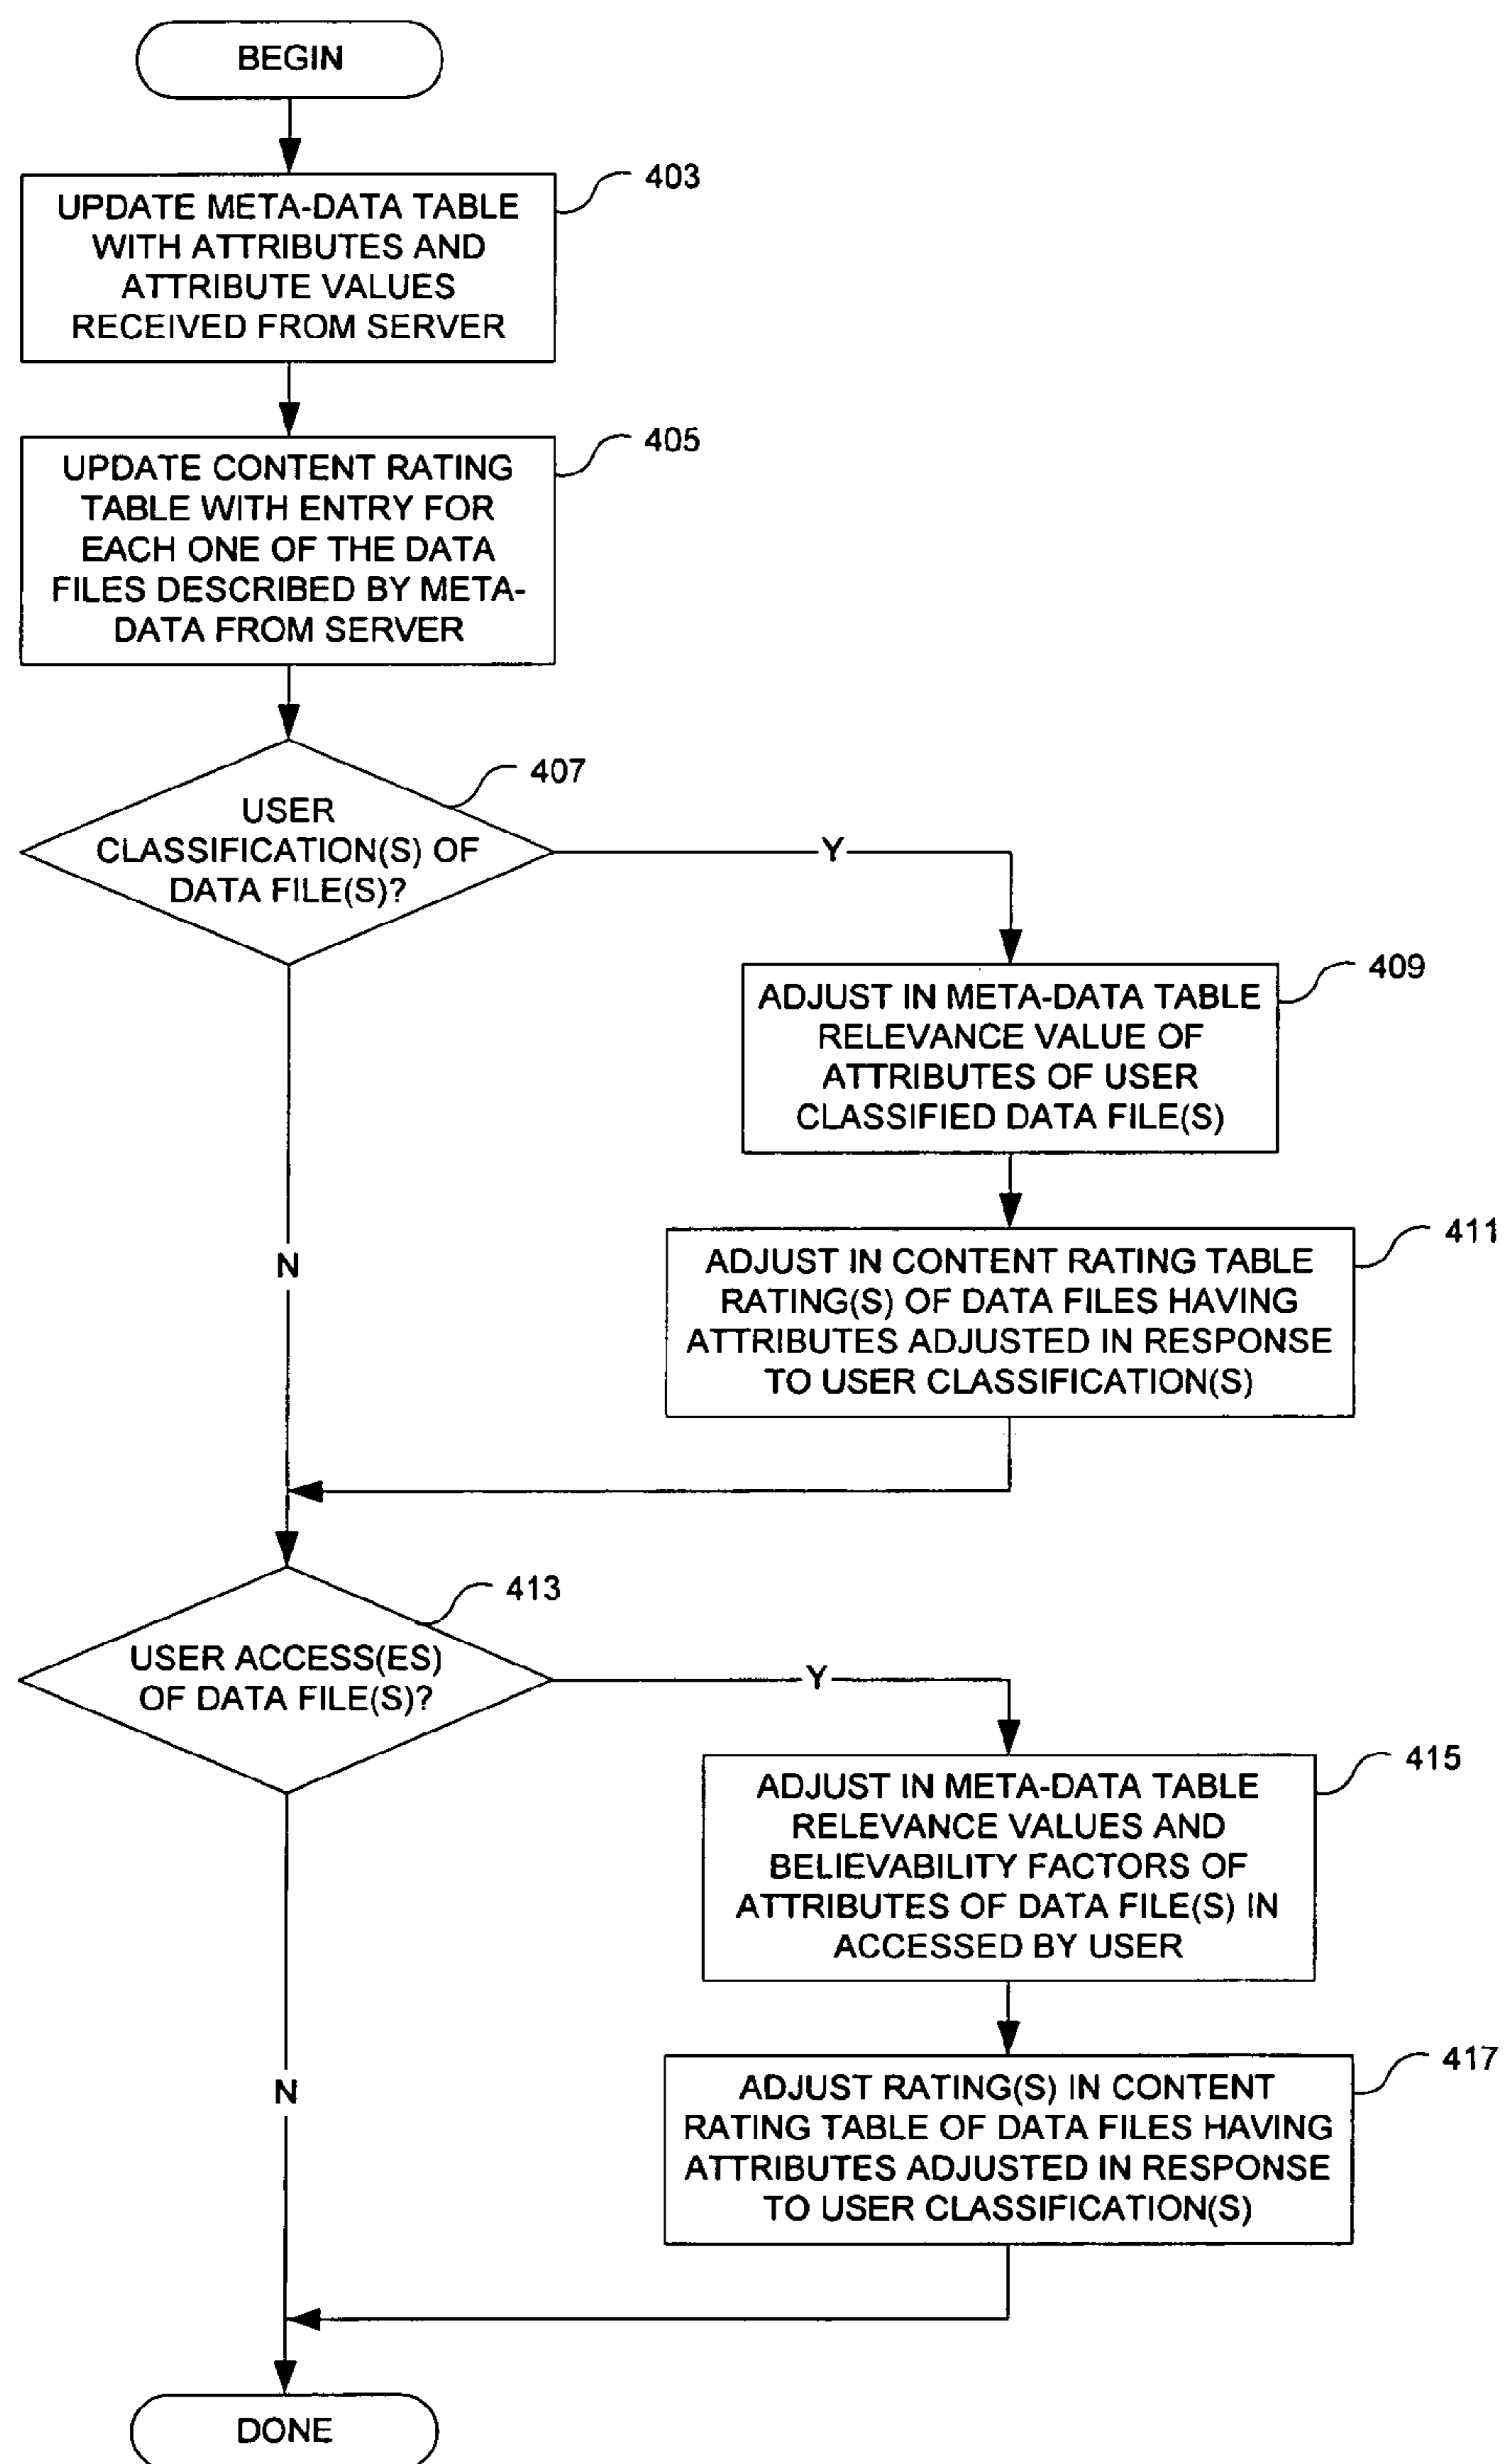 BEGIN
403
UPDATE META-DATA TABLE
WITH ATTRIBUTES AND
ATTRIBUTE VALUES
RECEIVED FROM SERVER
405
UPDATE CONTENT RATING
TABLE WITH ENTRY FOR
EACH ONE OF THE DATA
FILES DESCRIBED BY META-
DATA FROM SERVER
407
USER
CLASSIFICATION(S) OF
DATA FILE(S)?
Y
409
ADJUST IN META-DATA TABLE
RELEVANCE VALUE OF
ATTRIBUTES OF USER
CLASSIFIED DATA FILE(S)
411
ADJUST IN CONTENT RATING TABLE
RATING(S) OF DATA FILES HAVING
ATTRIBUTES ADJUSTED IN RESPONSE
TO USER CLASSIFICATION(S)
N
413
USER ACCESS(ES)
OF DATA FILE(S)?
Y
415
ADJUST IN META-DATA TABLE
RELEVANCE VALUES AND
BELIEVABILITY FACTORS OF
ATTRIBUTES OF DATA FILE(S) IN
ACCESSED BY USER
417
ADJUST RATING(S) IN CONTENT
RATING TABLE OF DATA FILES HAVING
ATTRIBUTES ADJUSTED IN RESPONSE
TO USER CLASSIFICATION(S)
N
DONE